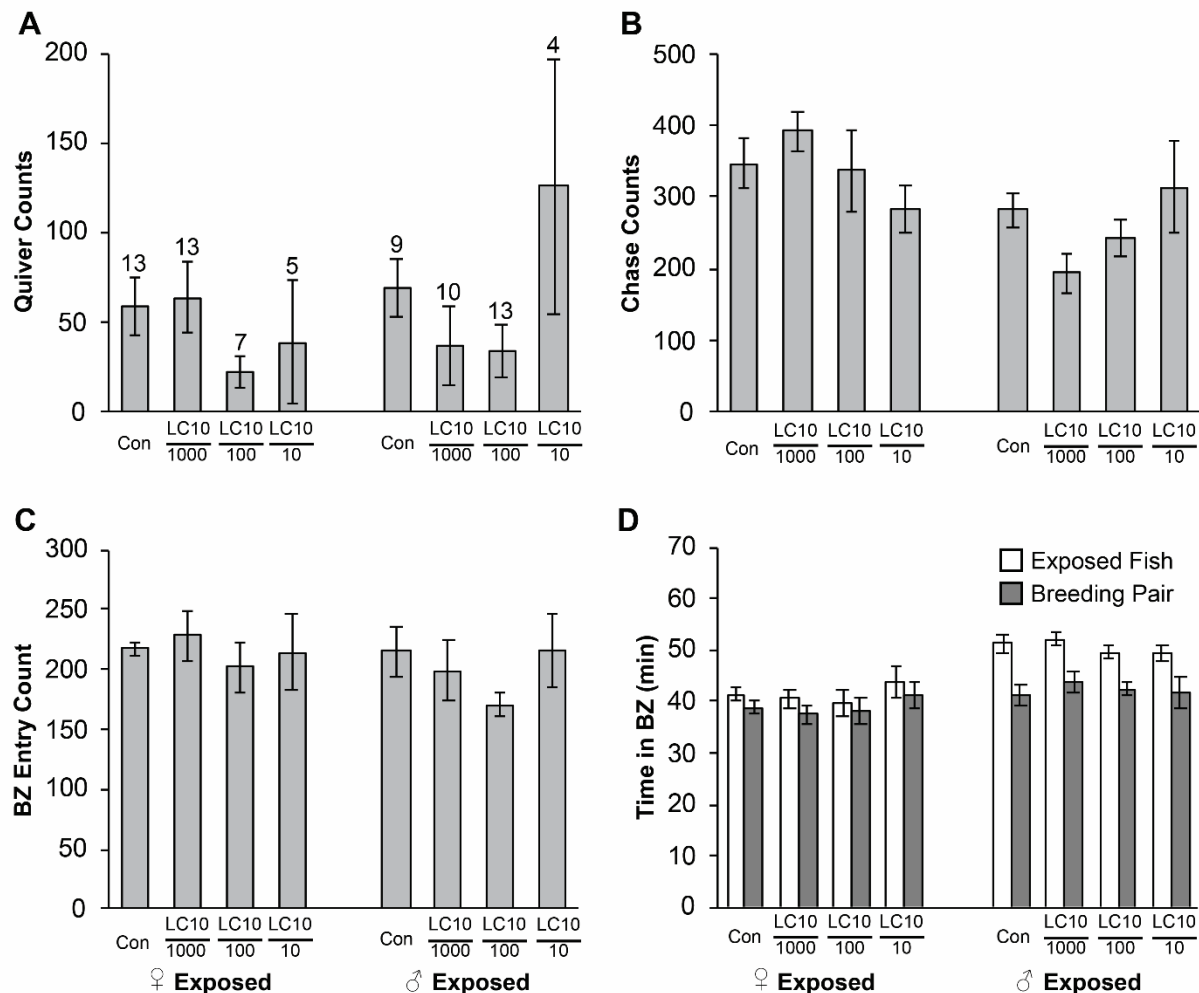 A
Quiver Counts
200
150
100
50
0
13
13
7
5
9
10
13
4
Con LC10 LC10 LC10 Con LC10 LC10 LC10
1000 100 10 1000 100 10
B
Chase Counts
500
400
300
200
100
0
Con LC10 LC10 LC10 Con LC10 LC10 LC10
1000 100 10 1000 100 10
C
BZ Entry Count
300
250
200
150
100
50
0
Con LC10 LC10 LC10 Con LC10 LC10 LC10
1000 100 10 1000 100 10
♀ Exposed ♂ Exposed
D
Time in BZ (min)
70
60
50
40
30
20
10
0
Exposed Fish
Breeding Pair
Con LC10 LC10 LC10 Con LC10 LC10 LC10
1000 100 10 1000 100 10
♀ Exposed ♂ Exposed